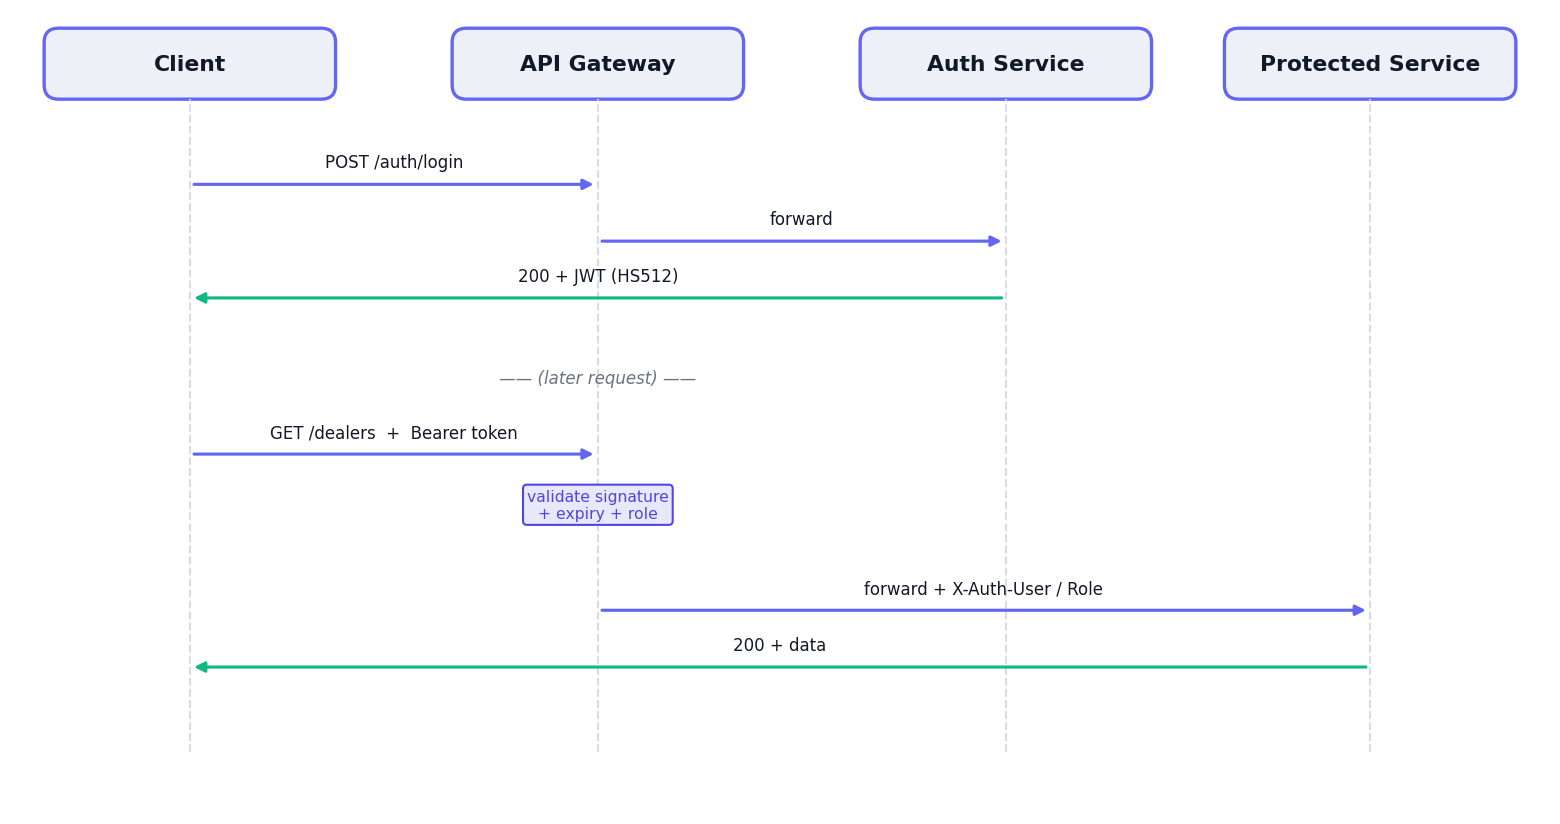 Client
API Gateway
Auth Service
Protected Service
POST /auth/login
forward
200 + JWT (HS512)
—— (later request) ——
GET /dealers  +  Bearer token
validate signature
+ expiry + role
forward + X-Auth-User / Role
200 + data